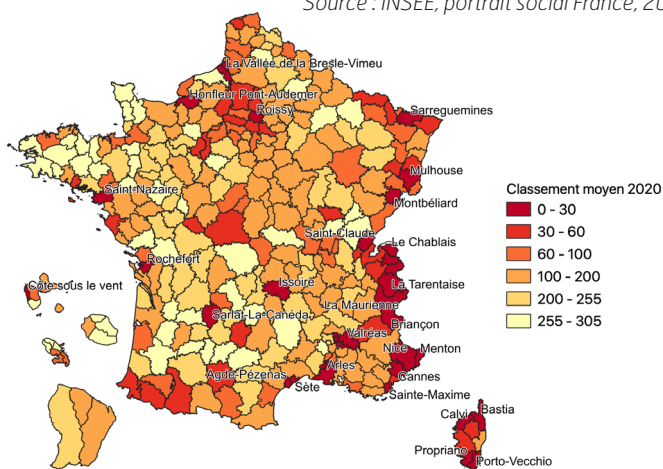 Source : INSEE, portrait social France, 20
La Vallée de la Bresle-Vimeu
Honfleur Pont-Audemer
Roissy
Sarreguemines
Mulhouse
Saint-Nazaire
Montbéliard
Classement moyen 2020
0 - 30
30 - 60
60 - 100
100 - 200
200 - 255
255 - 305
Saint-Claude
Le Chablais
Rochefort
Issoire
La Tarentaise
Côte sous le vent
La Maurienne
Sarlat-La-Canéda
Briançon
Valréas
Nice
Menton
Arles
Agde-Pézenas
Cannes
Sète
Sainte-Maxime
Calvi
Bastia
Propriano
Porto-Vecchio